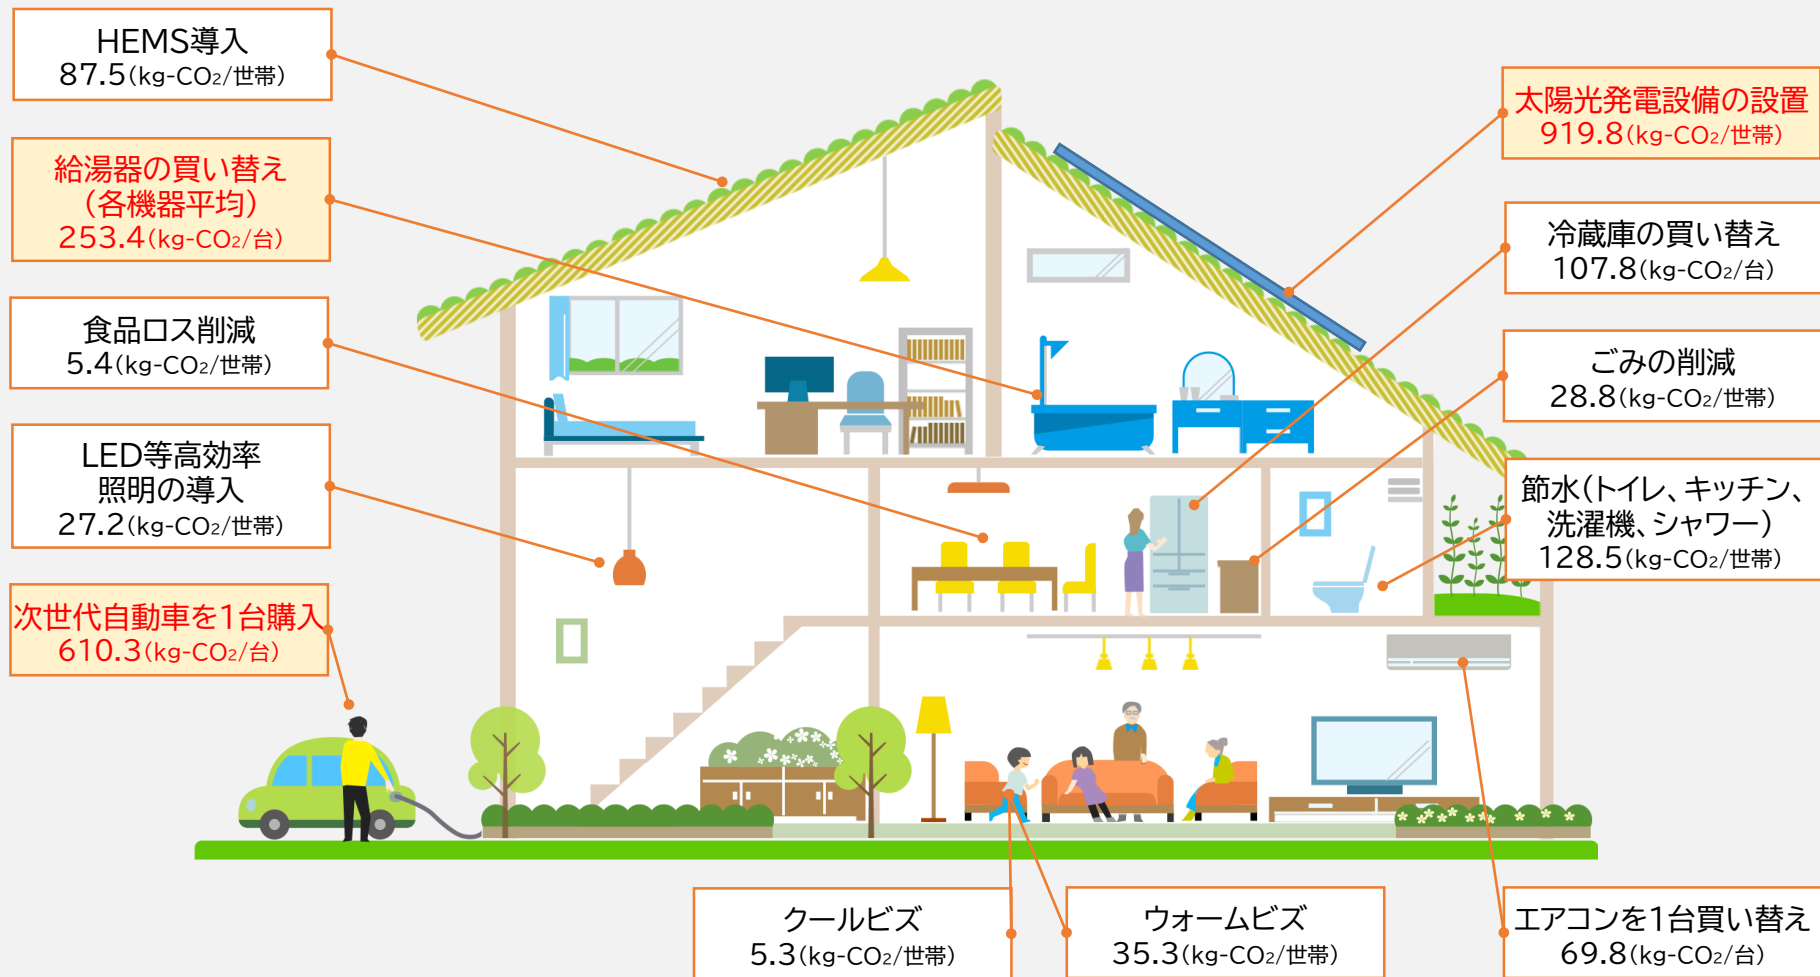 HEMS導入
87.5(kg-CO₂/世帯)
給湯器の買い替え
(各機器平均)
253.4(kg-CO₂/台)
食品ロス削減
5.4(kg-CO₂/世帯)
LED等高効率
照明の導入
27.2(kg-CO₂/世帯)
次世代自動車を1台購入
610.3(kg-CO₂/台)
太陽光発電設備の設置
919.8(kg-CO₂/世帯)
冷蔵庫の買い替え
107.8(kg-CO₂/台)
ごみの削減
28.8(kg-CO₂/世帯)
節水(トイレ、キッチン、
洗濯機、シャワー)
128.5(kg-CO₂/世帯)
クールビズ
5.3(kg-CO₂/世帯)
ウォームビズ
35.3(kg-CO₂/世帯)
エアコンを1台買い替え
69.8(kg-CO₂/台)